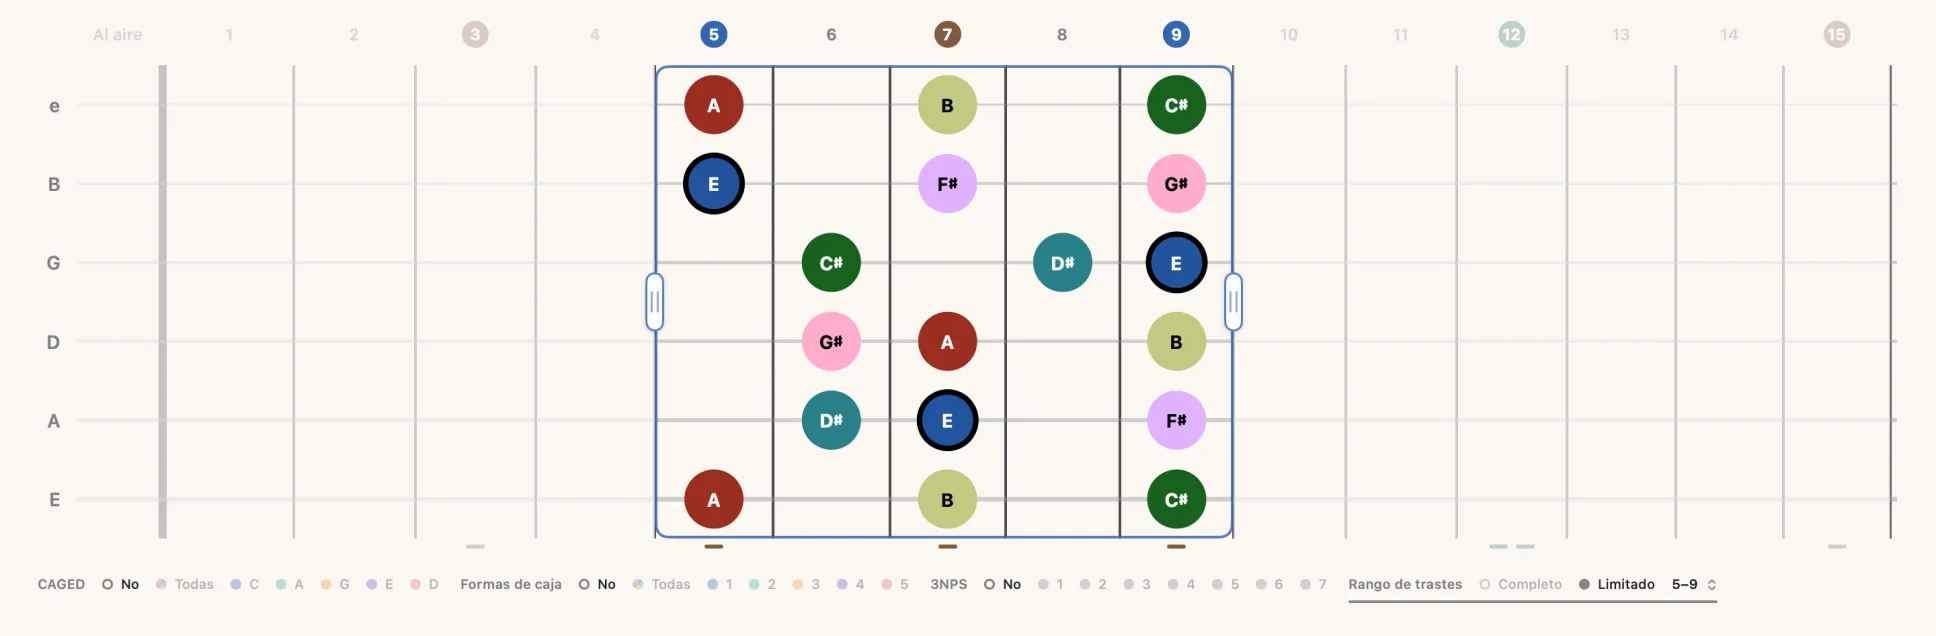 Al aire 1 2 3 4 5 6 7 8 9 10 11 12 13 14 15
e A B C#
B E F# G#
G C# D# E
D G# A B
A D# E F#
E A B C#
CAGED No Todas C A G E D Formas de caja No Todas 1 2 3 4 5 3NPS No 1 2 3 4 5 6 7 Rango de trastes Completo Limitado 5–9